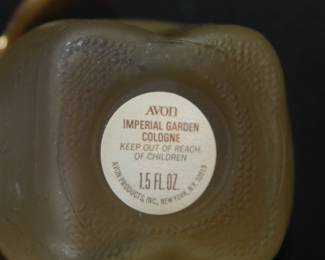 AVON
IMPERIAL GARDEN
COLOGNE
KEEP OUT OF REACH
OF CHILDREN
1.5 FL.OZ.
AVON PRODUCTS, INC., NEW YORK, N.Y. 10019